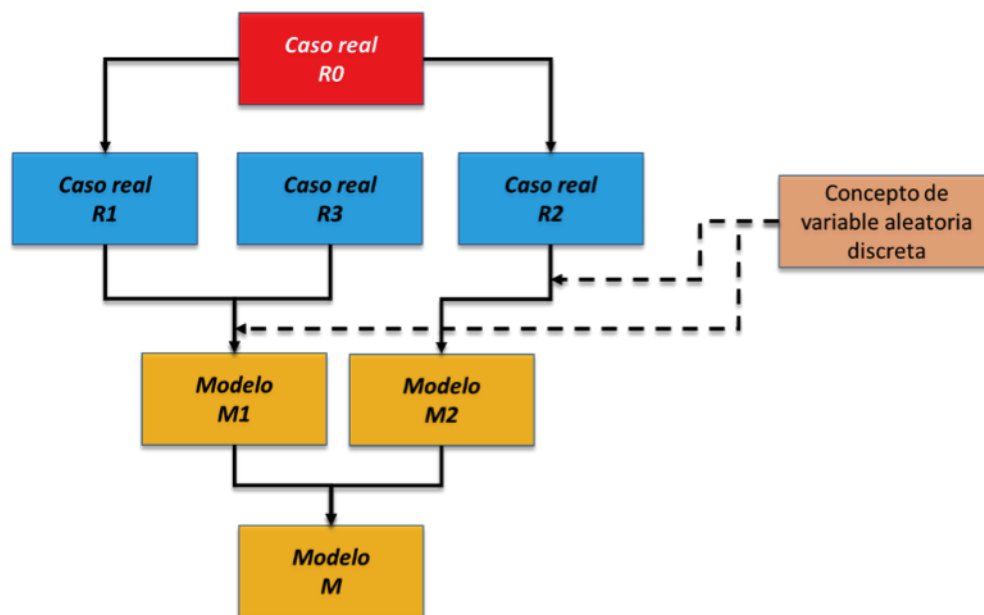 Caso real
R0
Caso real
R1
Caso real
R3
Caso real
R2
Concepto de
variable aleatoria
discreta
Modelo
M1
Modelo
M2
Modelo
M